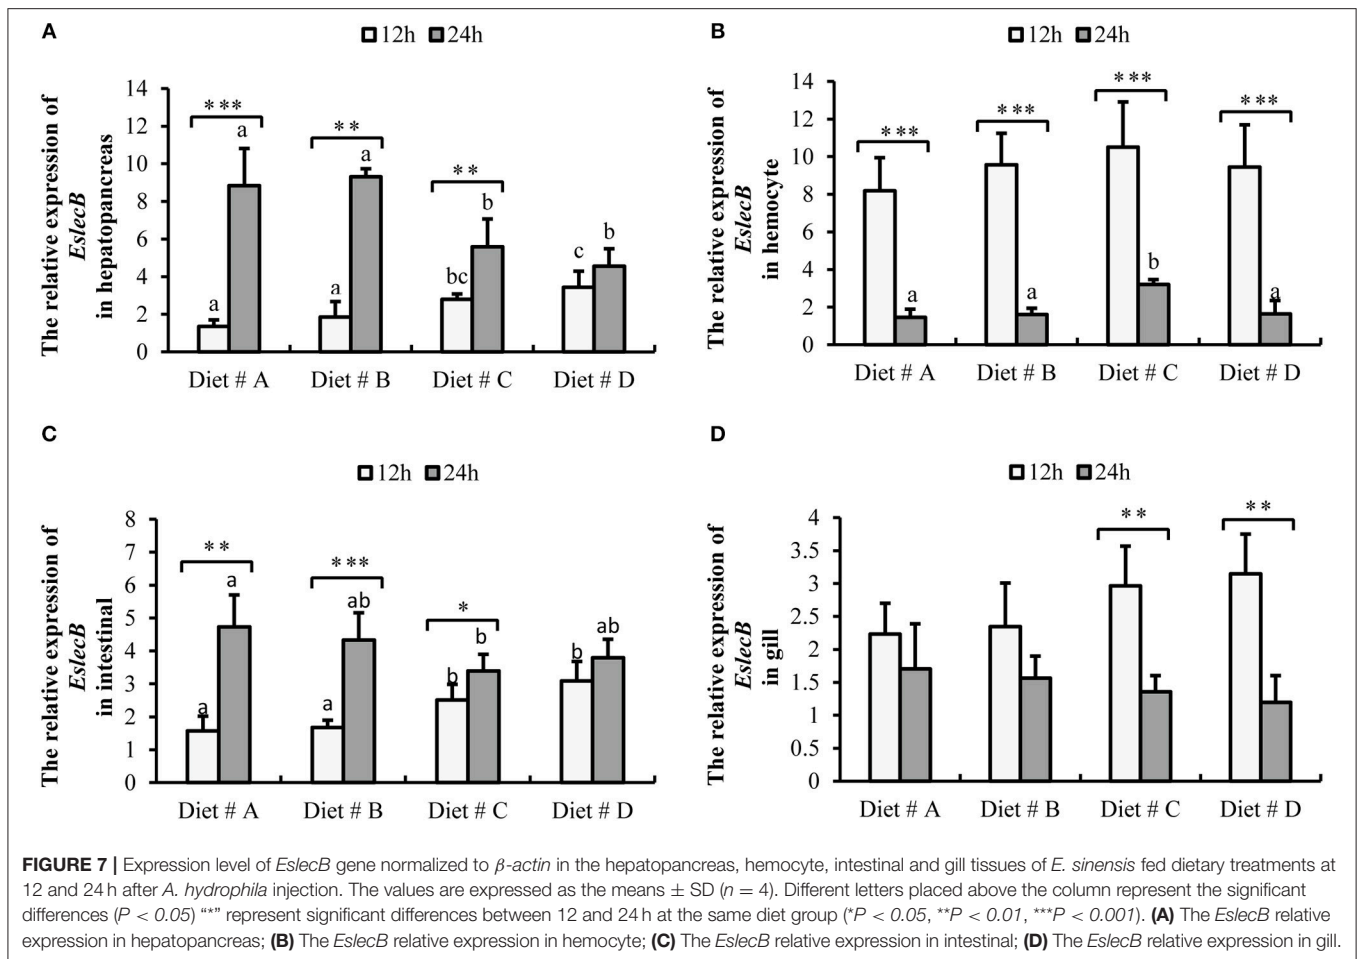 A
12h 24h
The relative expression of
EslecB
in hepatopancreas
14
12
10
8
6
4
2
0
***
**
**
a
a
a
a
bc
b
c
b
Diet # A Diet # B Diet # C Diet # D
B
12h 24h
The relative expression of
EslecB
in hemocyte
14
12
10
8
6
4
2
0
***
***
***
***
a
a
b
a
Diet # A Diet # B Diet # C Diet # D
C
12h 24h
The relative expression of
EslecB
in intestinal
8
7
6
5
4
3
2
1
0
**
***
*
a
a
a
ab
b
b
b
ab
Diet # A Diet # B Diet # C Diet # D
D
12h 24h
The relative expression of
EslecB
in gill
4
3.5
3
2.5
2
1.5
1
0.5
0
**
**
Diet # A Diet # B Diet # C Diet # D
FIGURE 7 | Expression level of EslecB gene normalized to β-actin in the hepatopancreas, hemocyte, intestinal and gill tissues of E. sinensis fed dietary treatments at
12 and 24 h after A. hydrophila injection. The values are expressed as the means ± SD (n = 4). Different letters placed above the column represent the significant
differences (P < 0.05) “*” represent significant differences between 12 and 24 h at the same diet group (*P < 0.05, **P < 0.01, ***P < 0.001). (A) The EslecB relative
expression in hepatopancreas; (B) The EslecB relative expression in hemocyte; (C) The EslecB relative expression in intestinal; (D) The EslecB relative expression in gill.